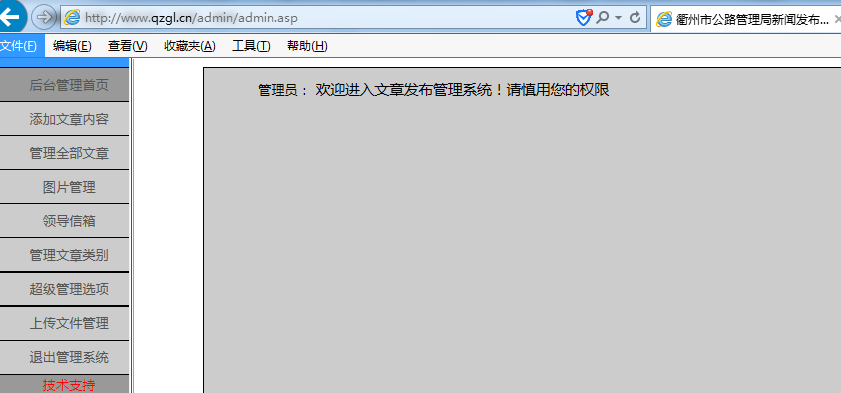 http://www.qzgl.cn/admin/admin.asp
衢州市公路管理局新闻发布...
文件(F) 编辑(E) 查看(V) 收藏夹(A) 工具(T) 帮助(H)
后台管理首页
管理员： 欢迎进入文章发布管理系统！请慎用您的权限
添加文章内容
管理全部文章
图片管理
领导信箱
管理文章类别
超级管理选项
上传文件管理
退出管理系统
技术支持